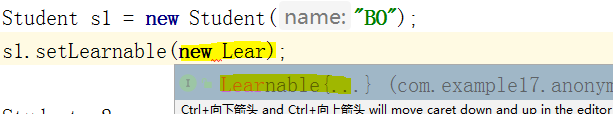 Student s1 = new Student( name: "BO");
s1.setLearnable(new Lear);
I Learnable{...} (com.example17.anonym
Ctrl+向下箭头 and Ctrl+向上箭头 will move caret down and up in the editor